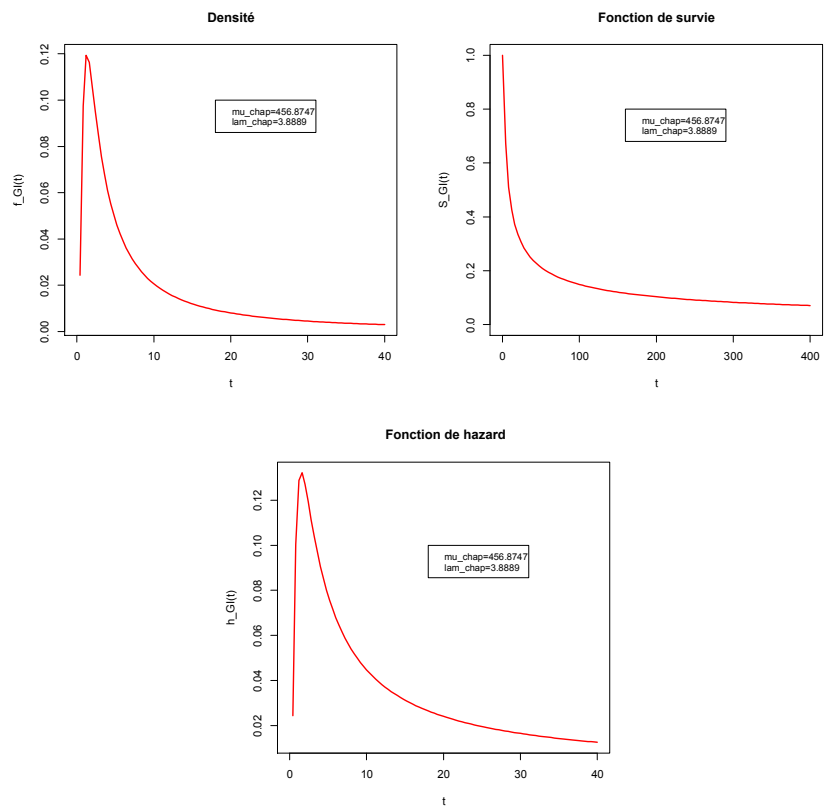 Densité
f_GI(t)
0.12
0.10
0.08
0.06
0.04
0.02
0.00
mu_chap=456.8747
lam_chap=3.8889
0 10 20 30 40
t
Fonction de survie
S_GI(t)
1.0
0.8
0.6
0.4
0.2
0.0
mu_chap=456.8747
lam_chap=3.8889
0 100 200 300 400
t
Fonction de hazard
h_GI(t)
0.12
0.10
0.08
0.06
0.04
0.02
mu_chap=456.8747
lam_chap=3.8889
0 10 20 30 40
t